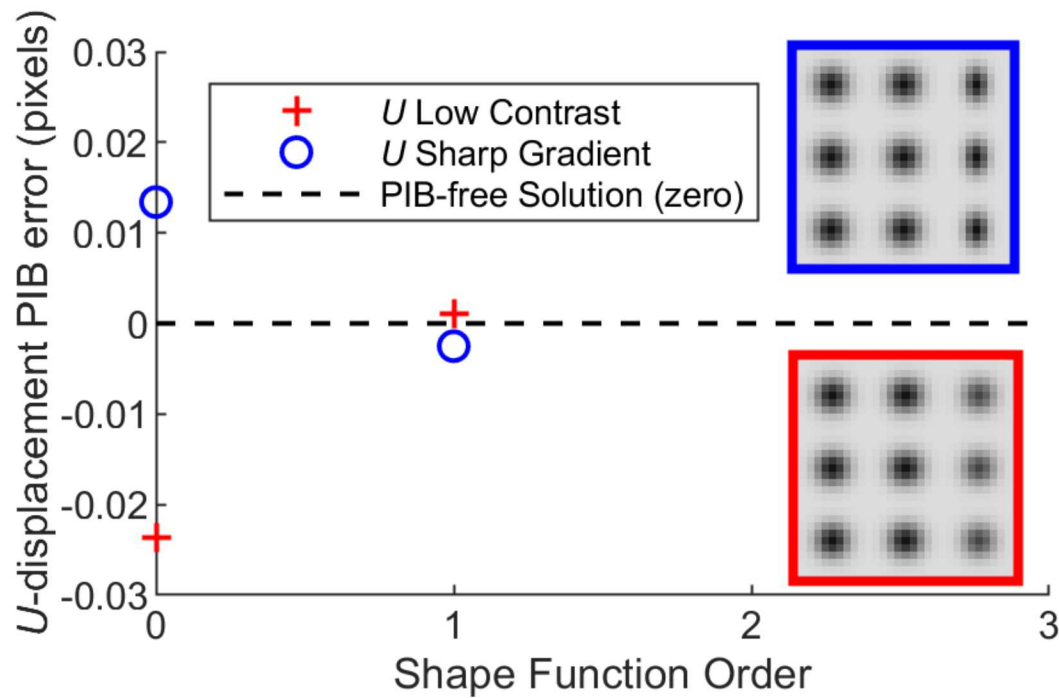 U-displacement PIB error (pixels)
0.03
0.02
0.01
0
-0.01
-0.02
-0.03
U Low Contrast
U Sharp Gradient
PIB-free Solution (zero)
0 1 2 3
Shape Function Order